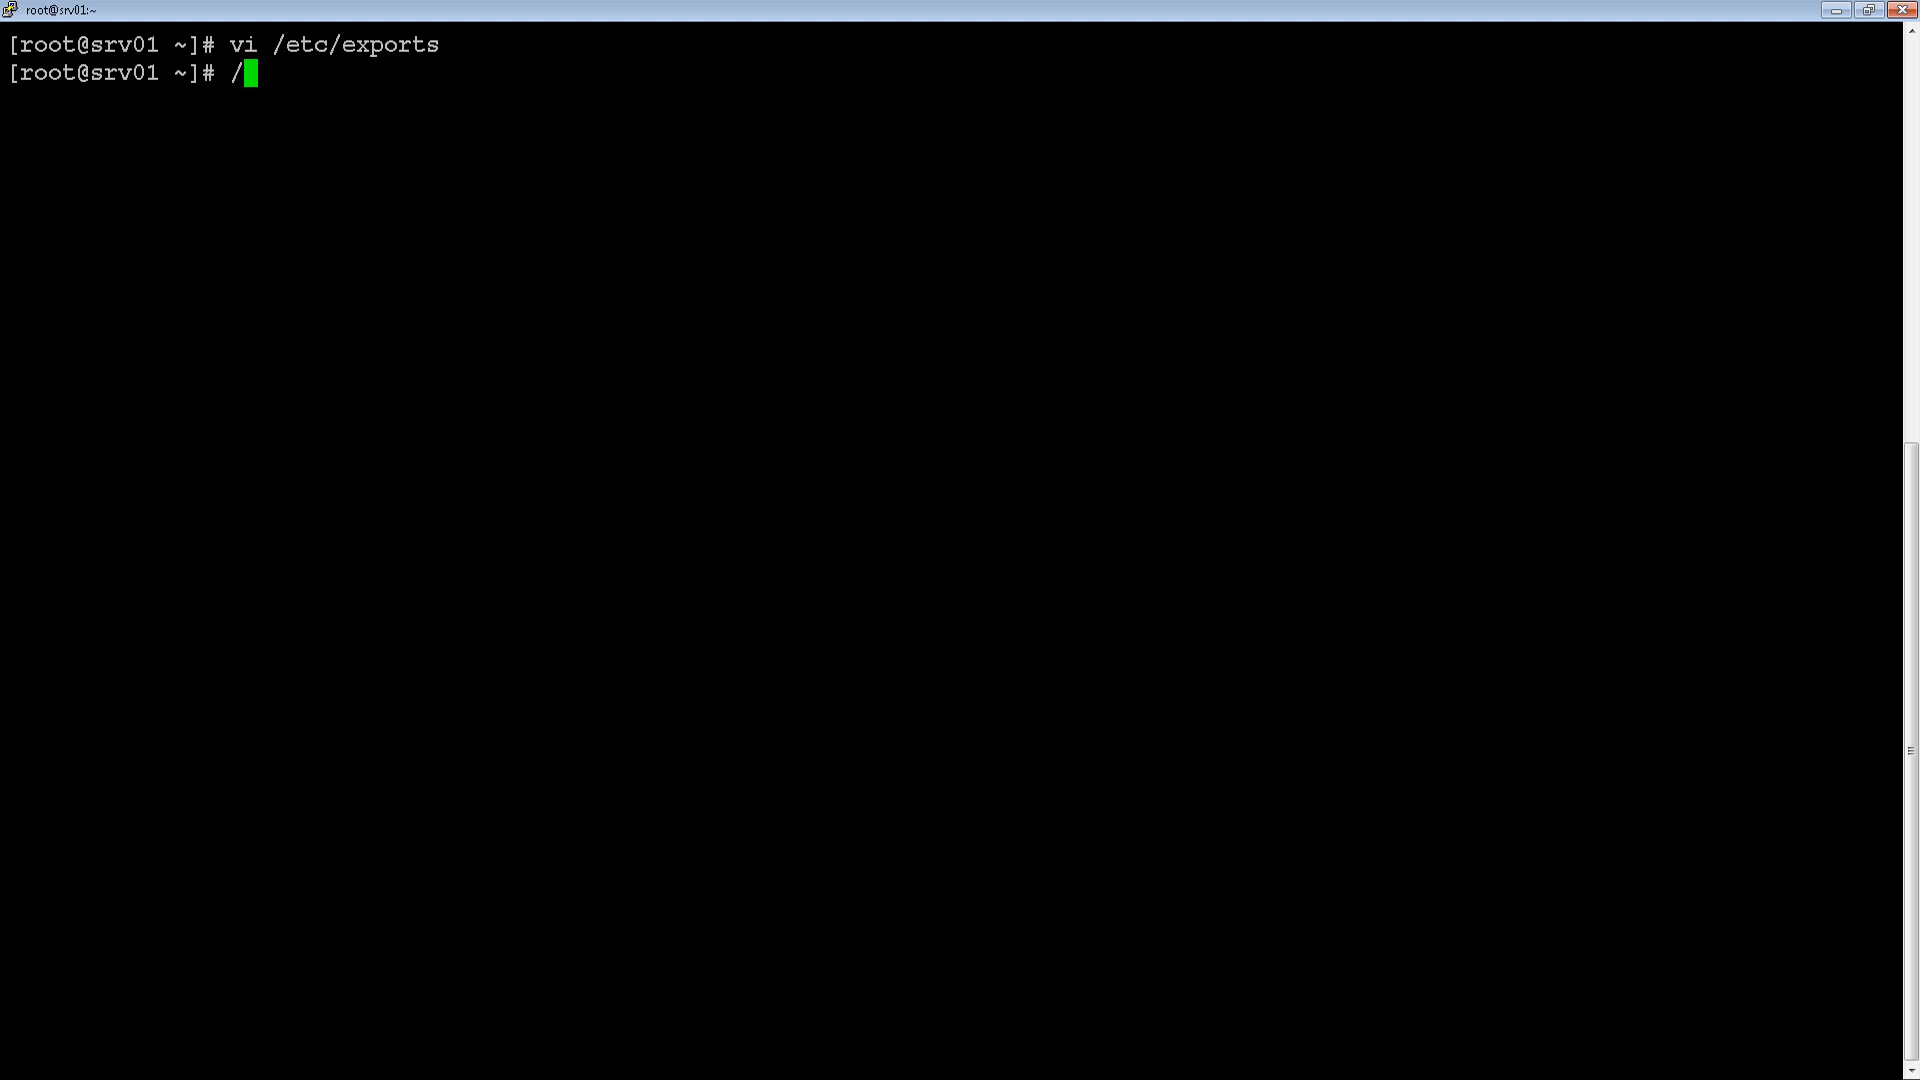 root@srv01:~
[root@srv01 ~]# vi /etc/exports
[root@srv01 ~]# /